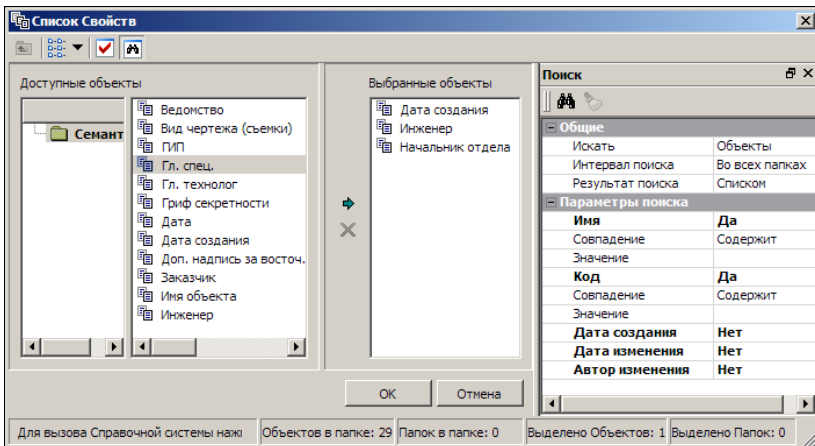 Список Свойств
Доступные объекты
Семант
Ведомство
Вид чертежа (съемки)
ГИП
Гл. спец.
Гл. технолог
Гриф секретности
Дата
Дата создания
Доп. надпись за восточ.
Заказчик
Имя объекта
Инженер
Выбранные объекты
Дата создания
Инженер
Начальник отдела
OK
Отмена
Поиск
Общие
Искать Объекты
Интервал поиска Во всех папках
Результат поиска Списком
Параметры поиска
Имя Да
Совпадение Содержит
Значение
Код Да
Совпадение Содержит
Значение
Дата создания Нет
Дата изменения Нет
Автор изменения Нет
Для вызова Справочной системы нажи Объектов в папке: 29 Папок в папке: 0 Выделено Объектов: 1 Выделено Папок: 0